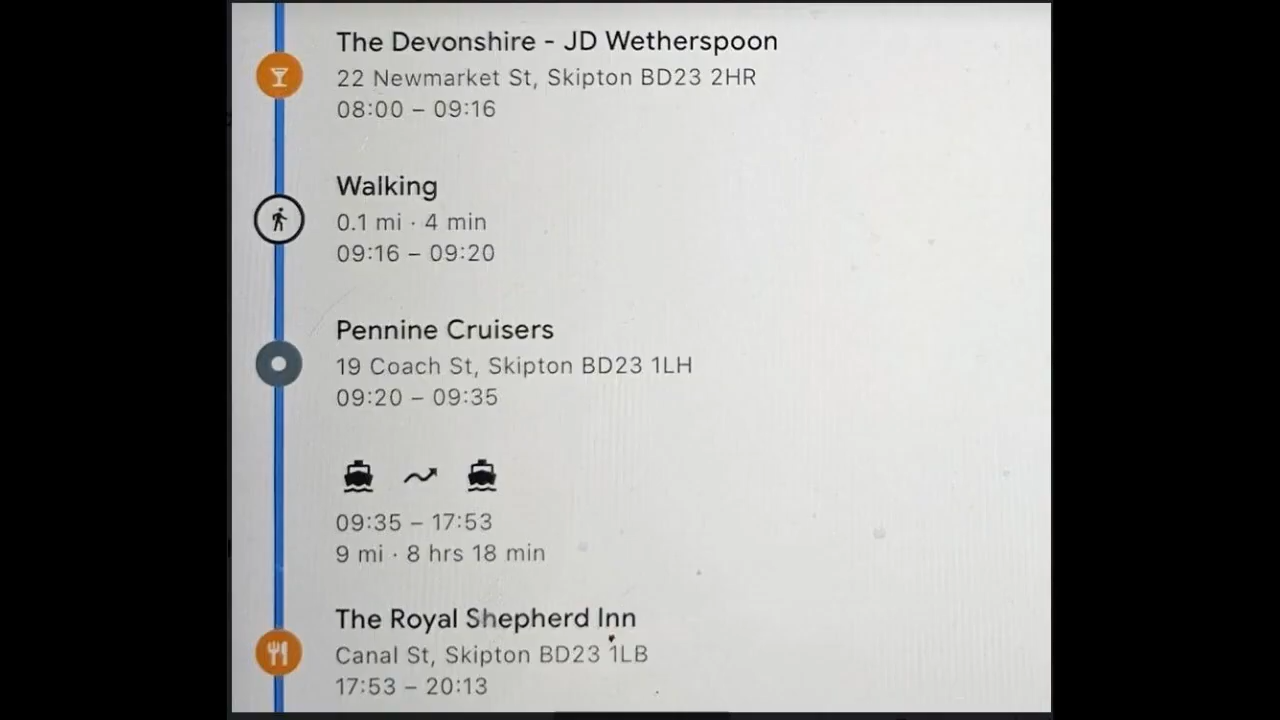 The Devonshire - JD Wetherspoon
22 Newmarket St, Skipton BD23 2HR
08:00 – 09:16
Walking
0.1 mi · 4 min
09:16 – 09:20
Pennine Cruisers
19 Coach St, Skipton BD23 1LH
09:20 – 09:35
09:35 – 17:53
9 mi · 8 hrs 18 min
The Royal Shepherd Inn
Canal St, Skipton BD23 1LB
17:53 – 20:13